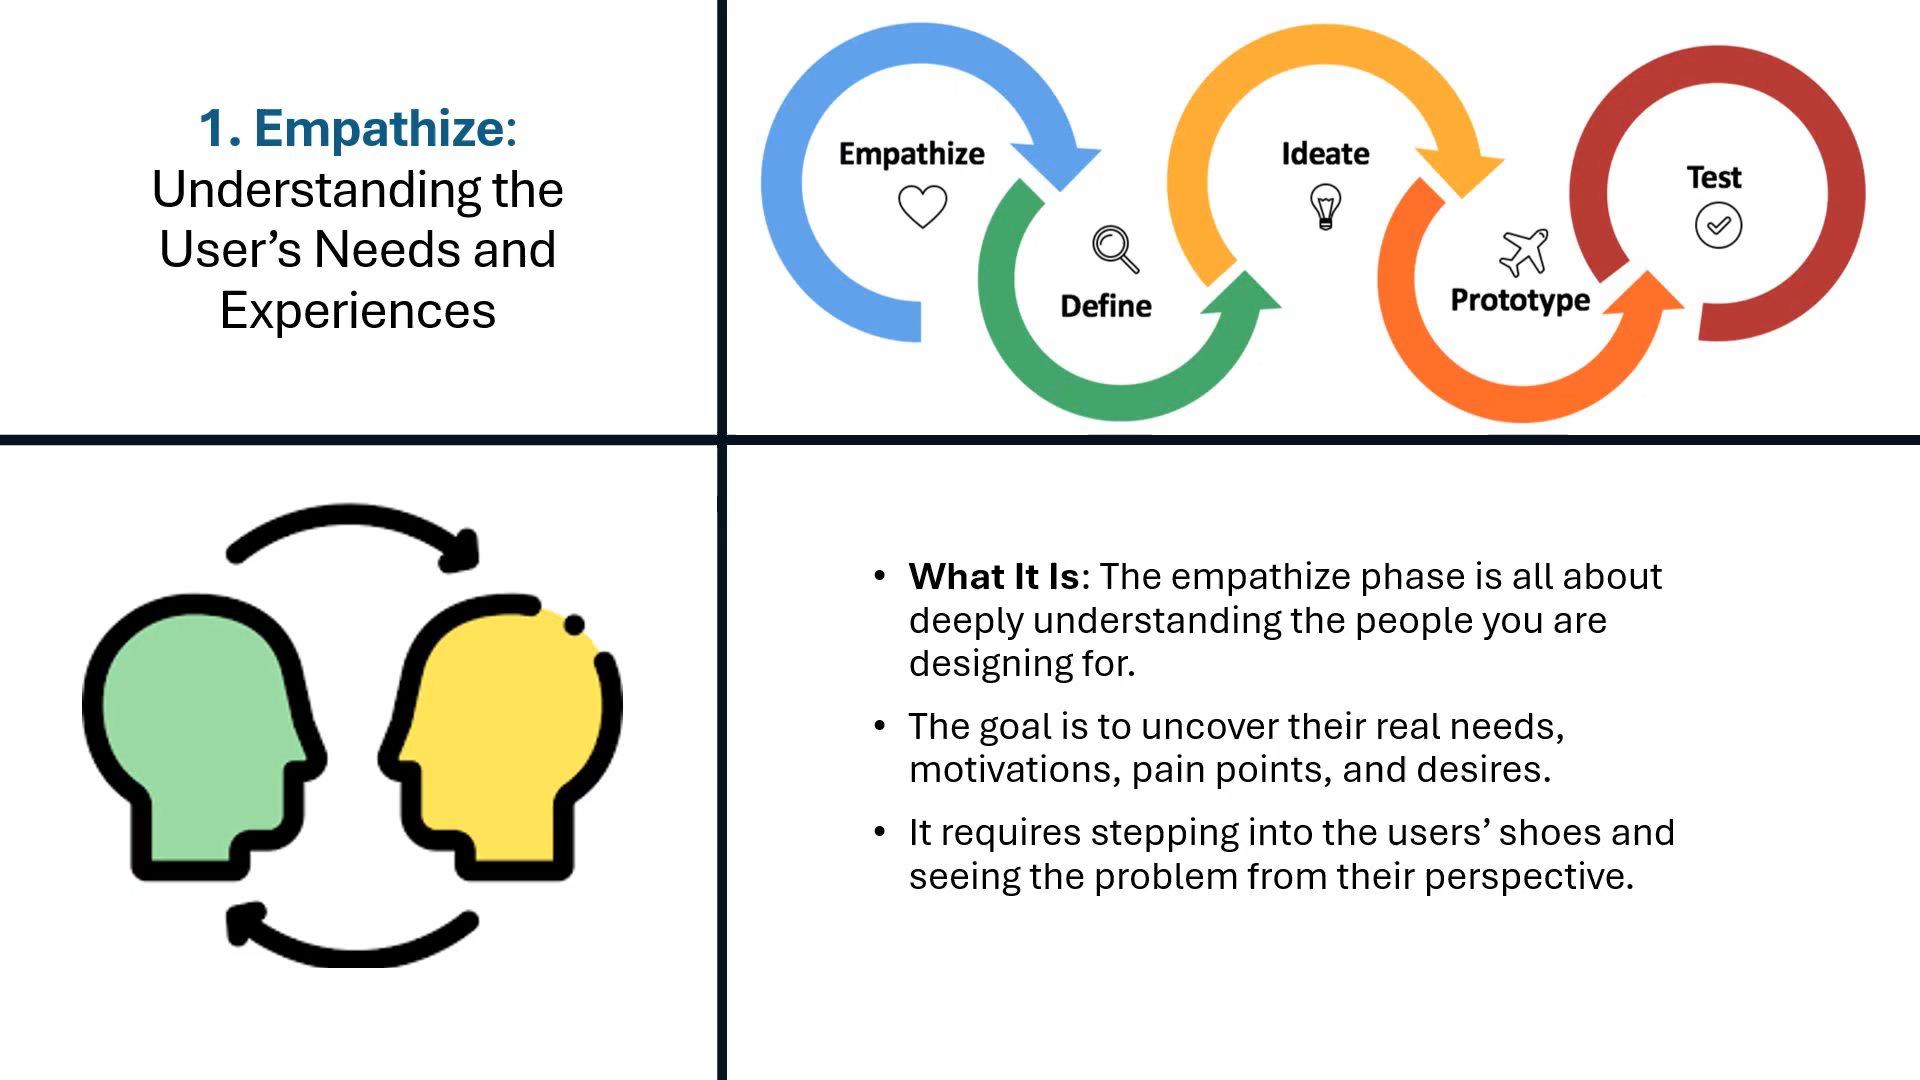 1. Empathize:
Understanding the
User’s Needs and
Experiences
Empathize
Define
Ideate
Prototype
Test
• What It Is: The empathize phase is all about
deeply understanding the people you are
designing for.
• The goal is to uncover their real needs,
motivations, pain points, and desires.
• It requires stepping into the users’ shoes and
seeing the problem from their perspective.